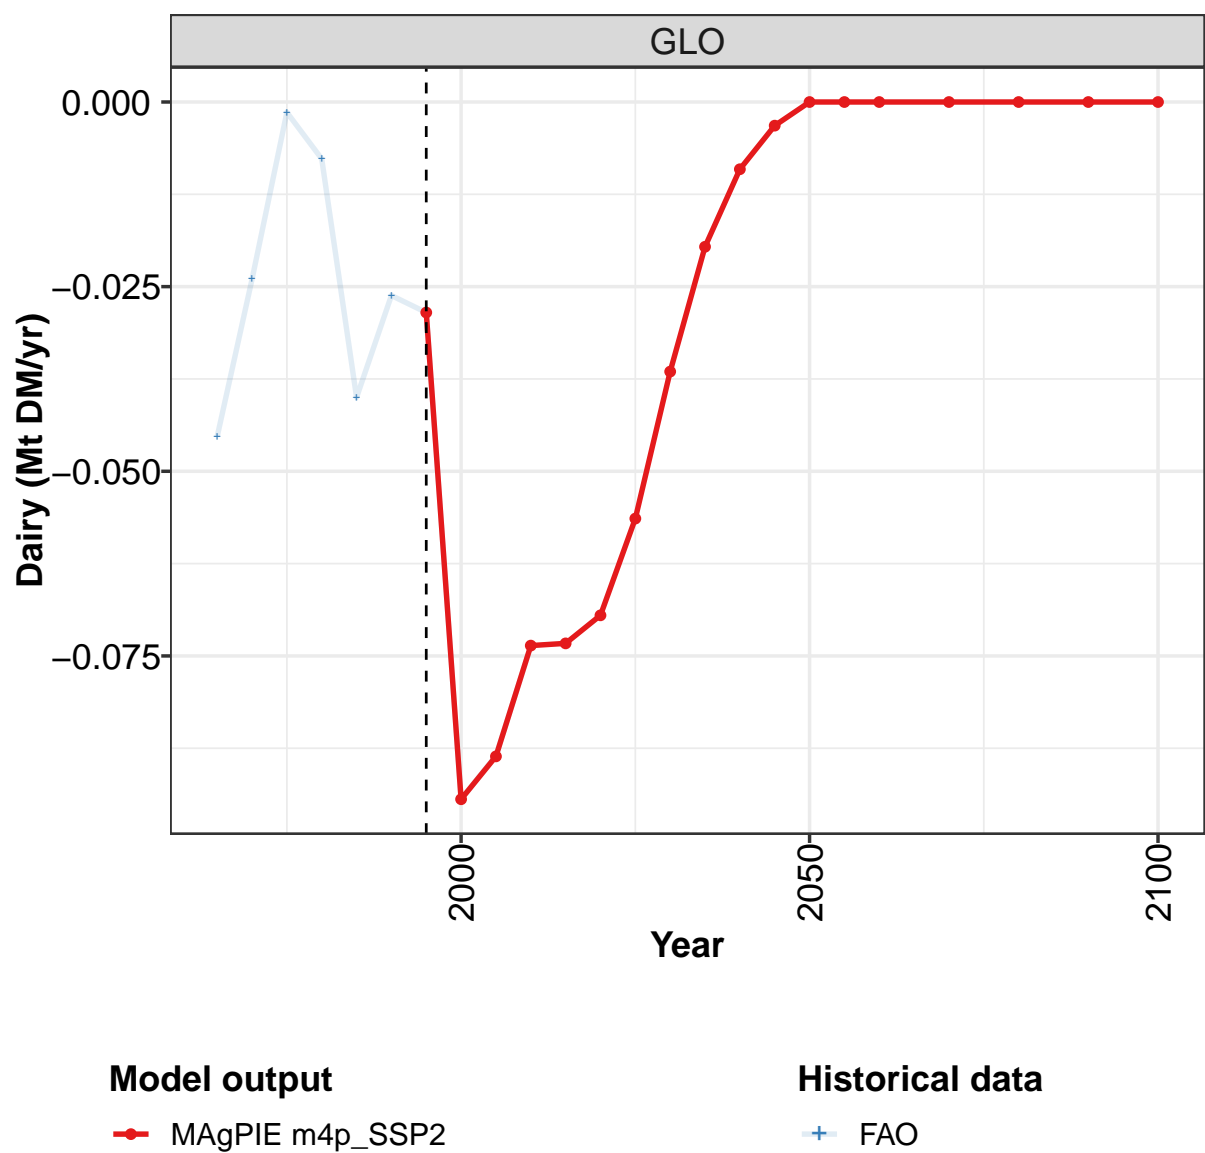 GLO
0.000
−0.025
−0.050
−0.075
Dairy (Mt DM/yr)
2000
2050
2100
Year
Model output
MAgPIE m4p_SSP2
Historical data
FAO